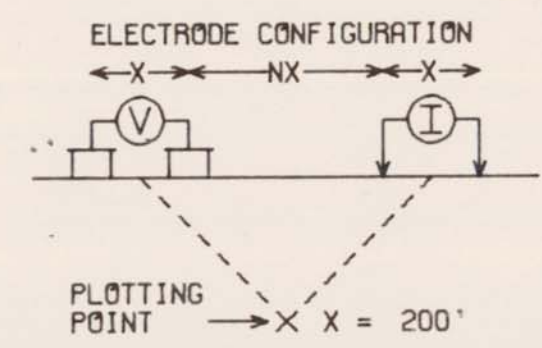 ELECTRODE CONFIGURATION
X NX X
V I
PLOTTING
POINT X X = 200'